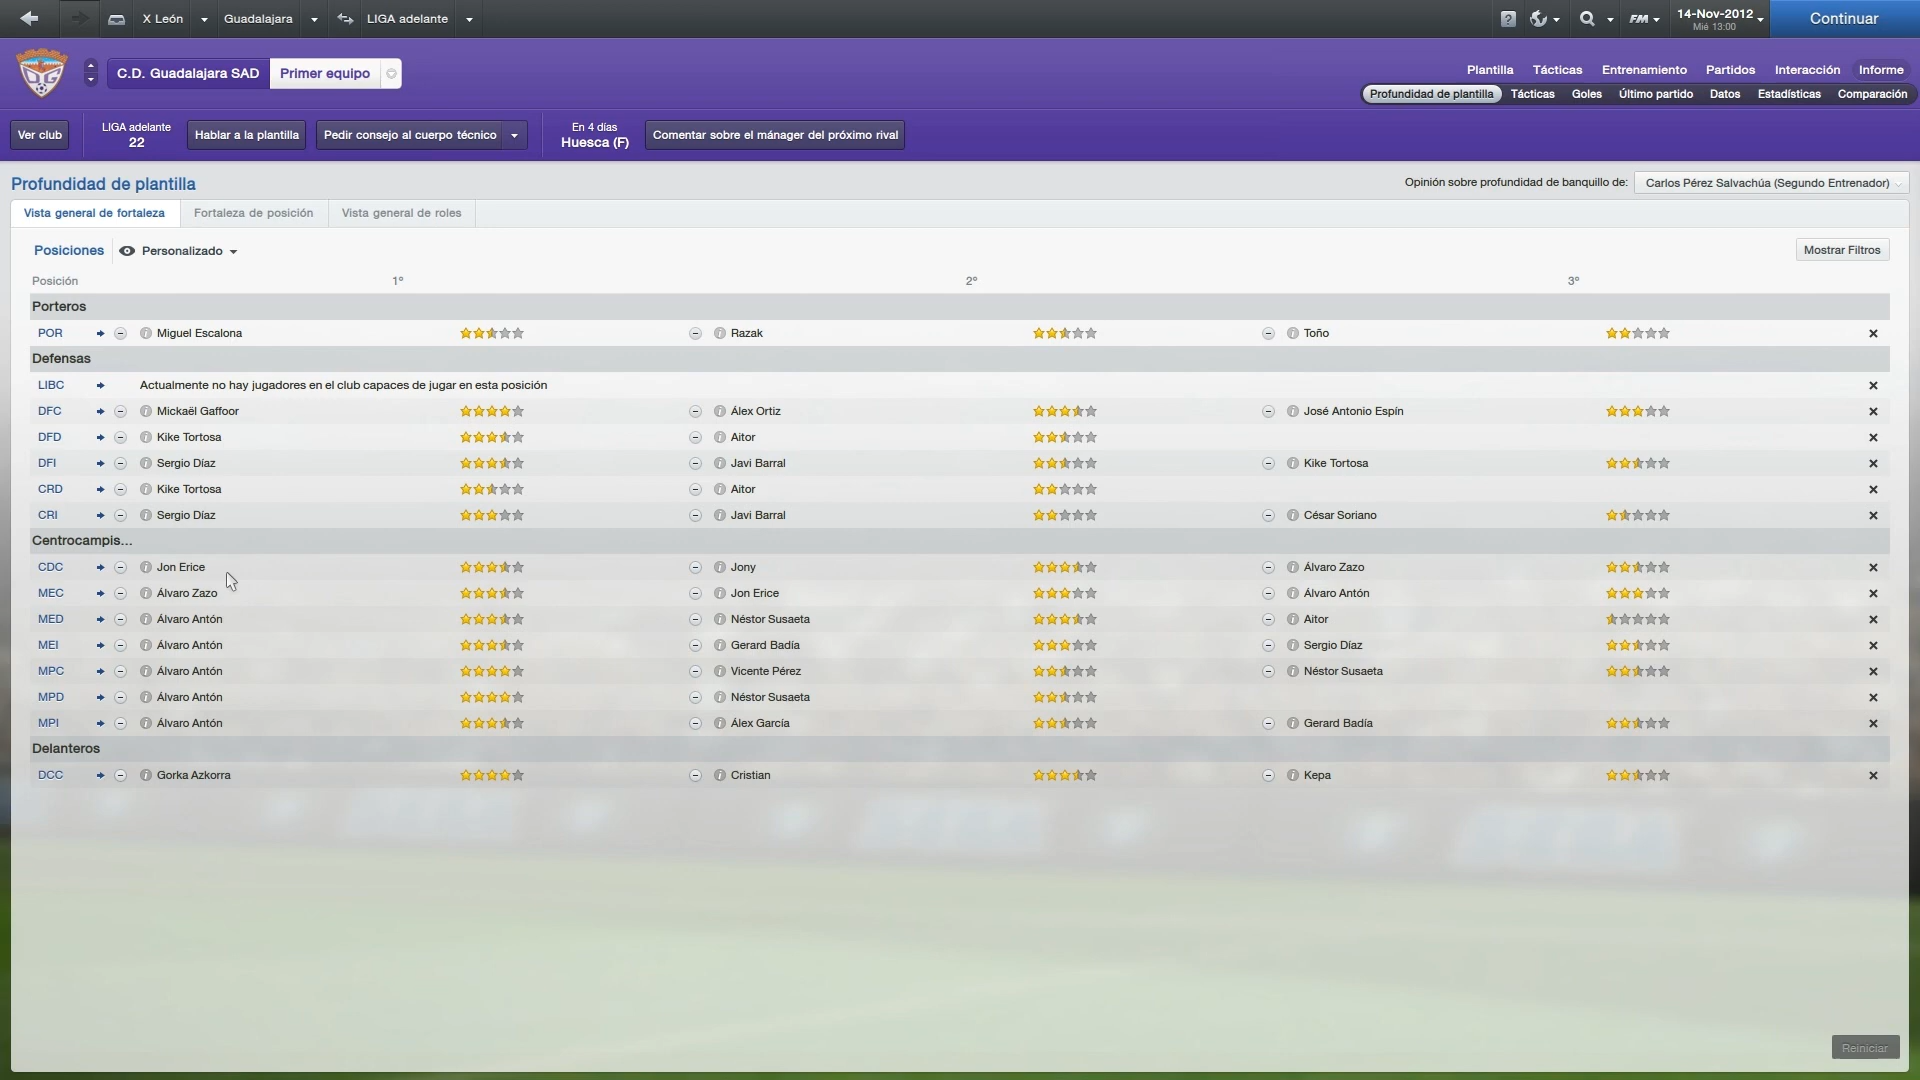 X León Guadalajara LIGA adelante ? FM 14-Nov-2012 Continuar
Mié 13:00
C.D. Guadalajara SAD Primer equipo
Plantilla Tácticas Entrenamiento Partidos Interacción Informe
Profundidad de plantilla Tácticas Goles Último partido Datos Estadísticas Comparación
Ver club LIGA adelante 22 Hablar a la plantilla Pedir consejo al cuerpo técnico En 4 días Huesca (F) Comentar sobre el mánager del próximo rival
Profundidad de plantilla
Opinión sobre profundidad de banquillo de: Carlos Pérez Salvachúa (Segundo Entrenador)
Vista general de fortaleza Fortaleza de posición Vista general de roles
Posiciones Personalizado Mostrar Filtros
Posición 1º 2º 3º
Porteros
POR Miguel Escalona Razak Toño
Defensas
LIBC Actualmente no hay jugadores en el club capaces de jugar en esta posición
DFC Mickaël Gaffoor Álex Ortiz José Antonio Espín
DFD Kike Tortosa Aitor
DFI Sergio Díaz Javi Barral Kike Tortosa
CRD Kike Tortosa Aitor
CRI Sergio Díaz Javi Barral César Soriano
Centrocampis...
CDC Jon Erice Jony Álvaro Zazo
MEC Álvaro Zazo Jon Erice Álvaro Antón
MED Álvaro Antón Néstor Susaeta Aitor
MEI Álvaro Antón Gerard Badía Sergio Díaz
MPC Álvaro Antón Vicente Pérez Néstor Susaeta
MPD Álvaro Antón Néstor Susaeta
MPI Álvaro Antón Álex García Gerard Badía
Delanteros
DCC Gorka Azkorra Cristian Kepa
Reiniciar